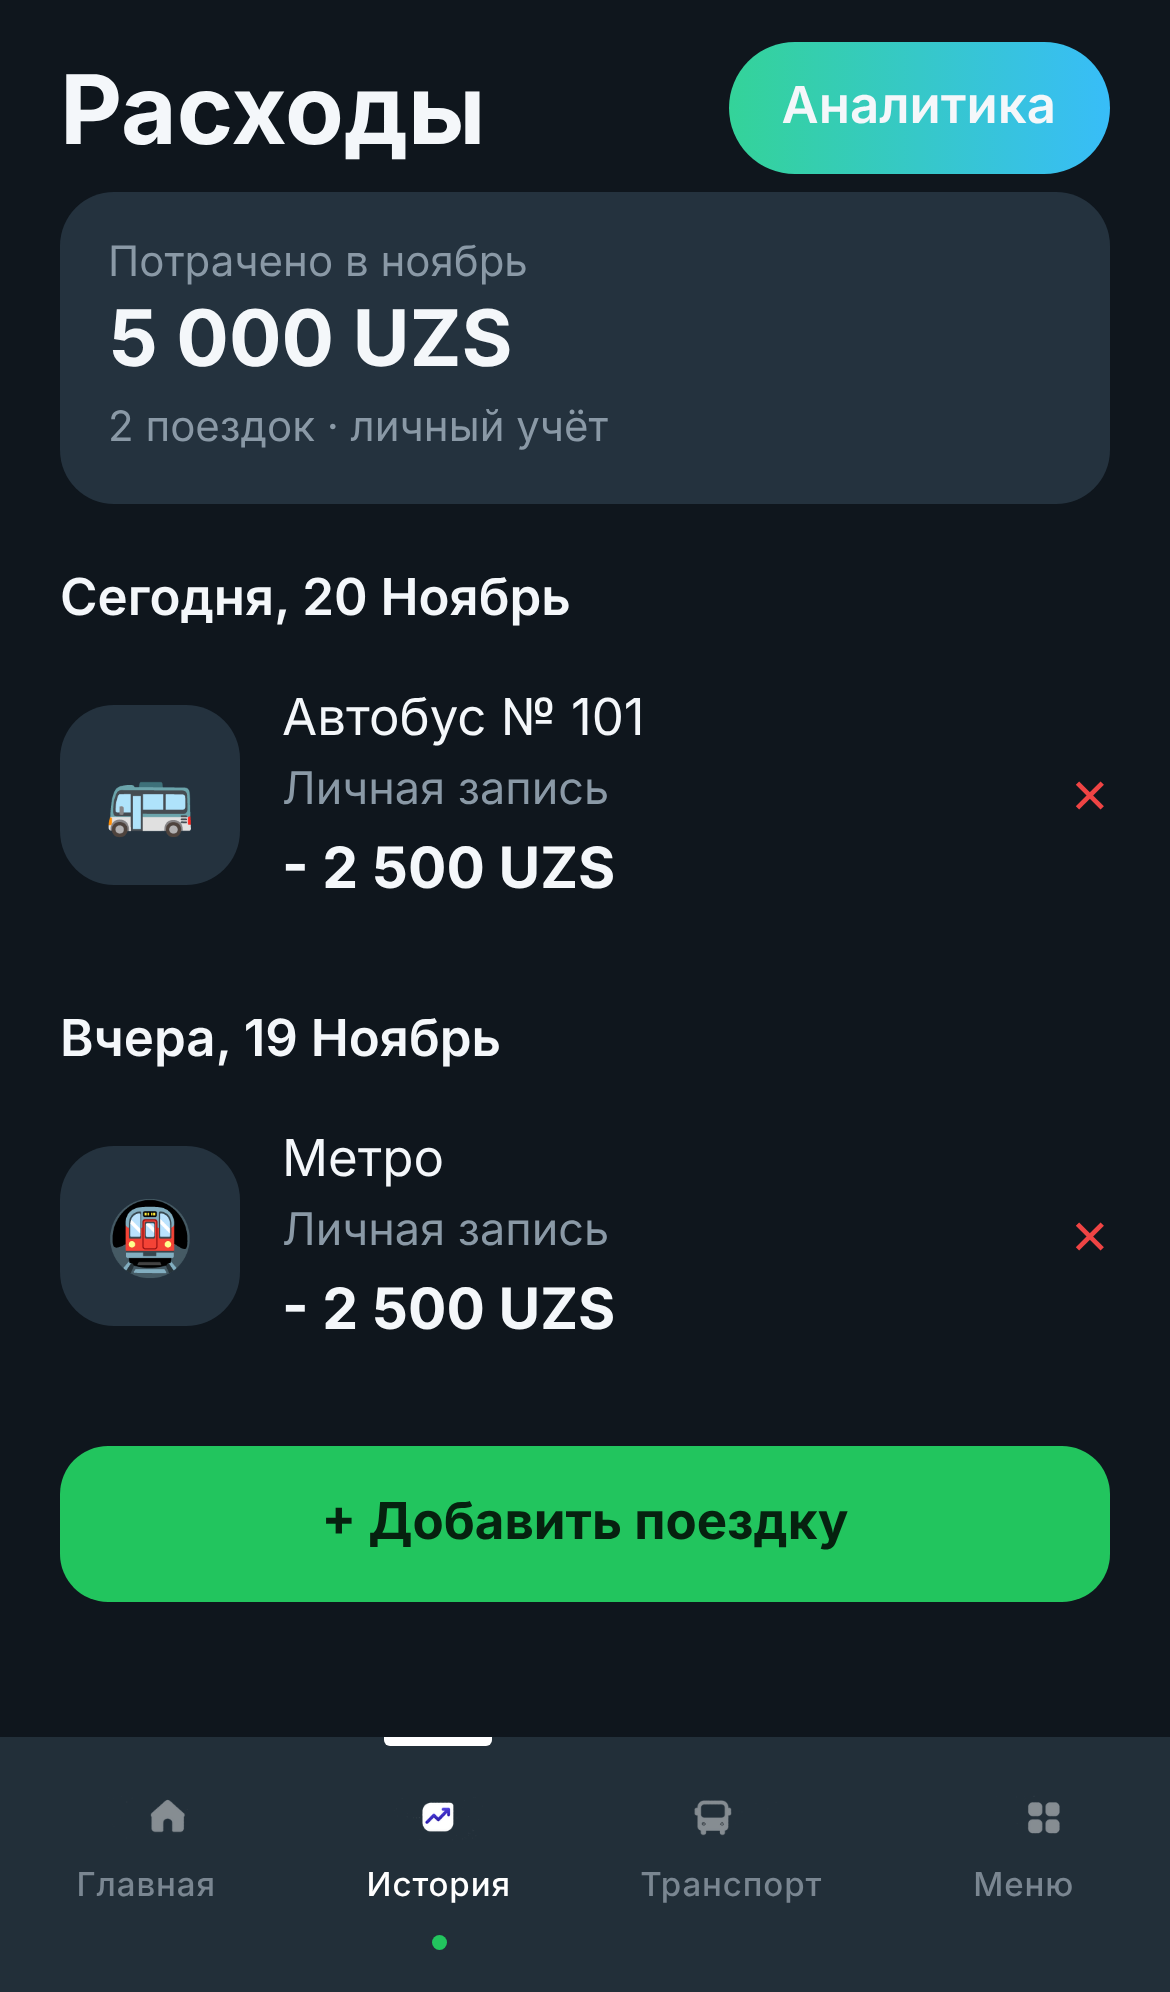 Расходы
Аналитика
Потрачено в ноябрь
5 000 UZS
2 поездок · личный учёт
Сегодня, 20 Ноябрь
Автобус № 101
Личная запись
- 2 500 UZS
Вчера, 19 Ноябрь
Метро
Личная запись
- 2 500 UZS
+ Добавить поездку
Главная
История
Транспорт
Меню